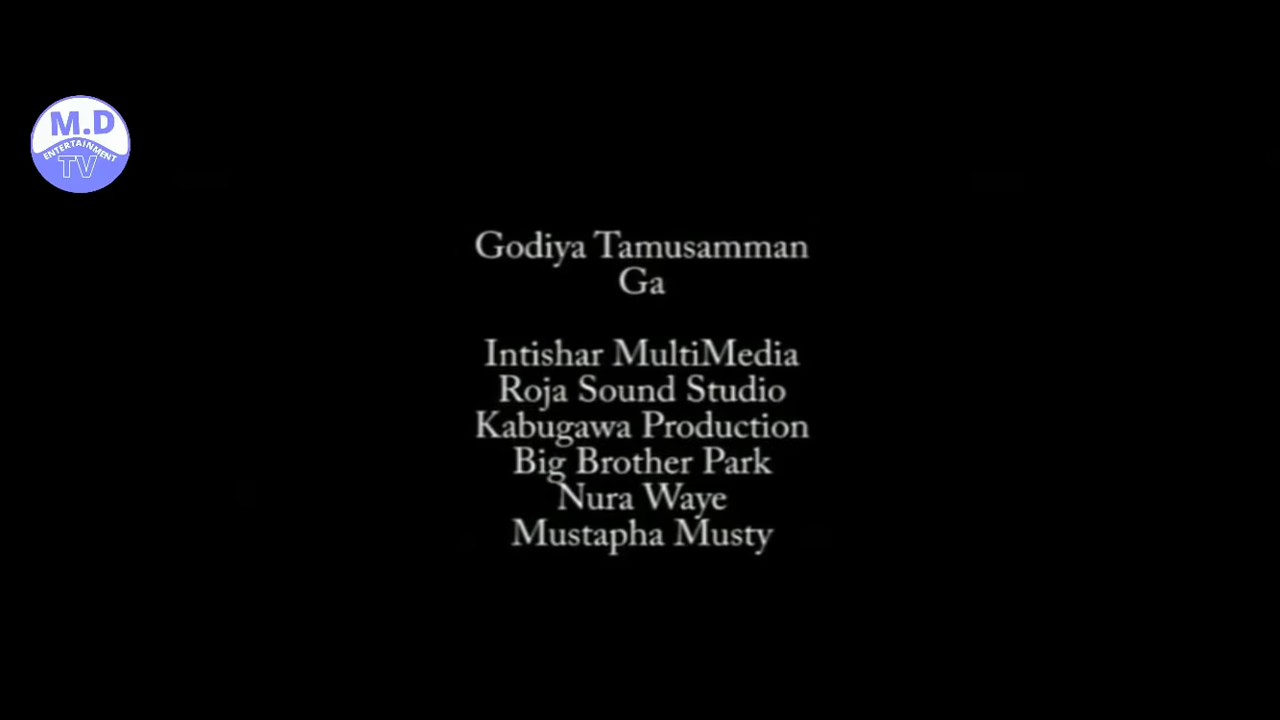 M.D
ENTERTAINMENT
TV
Godiya Tamusamman
Ga
Intishar MultiMedia
Roja Sound Studio
Kabugawa Production
Big Brother Park
Nura Waye
Mustapha Musty